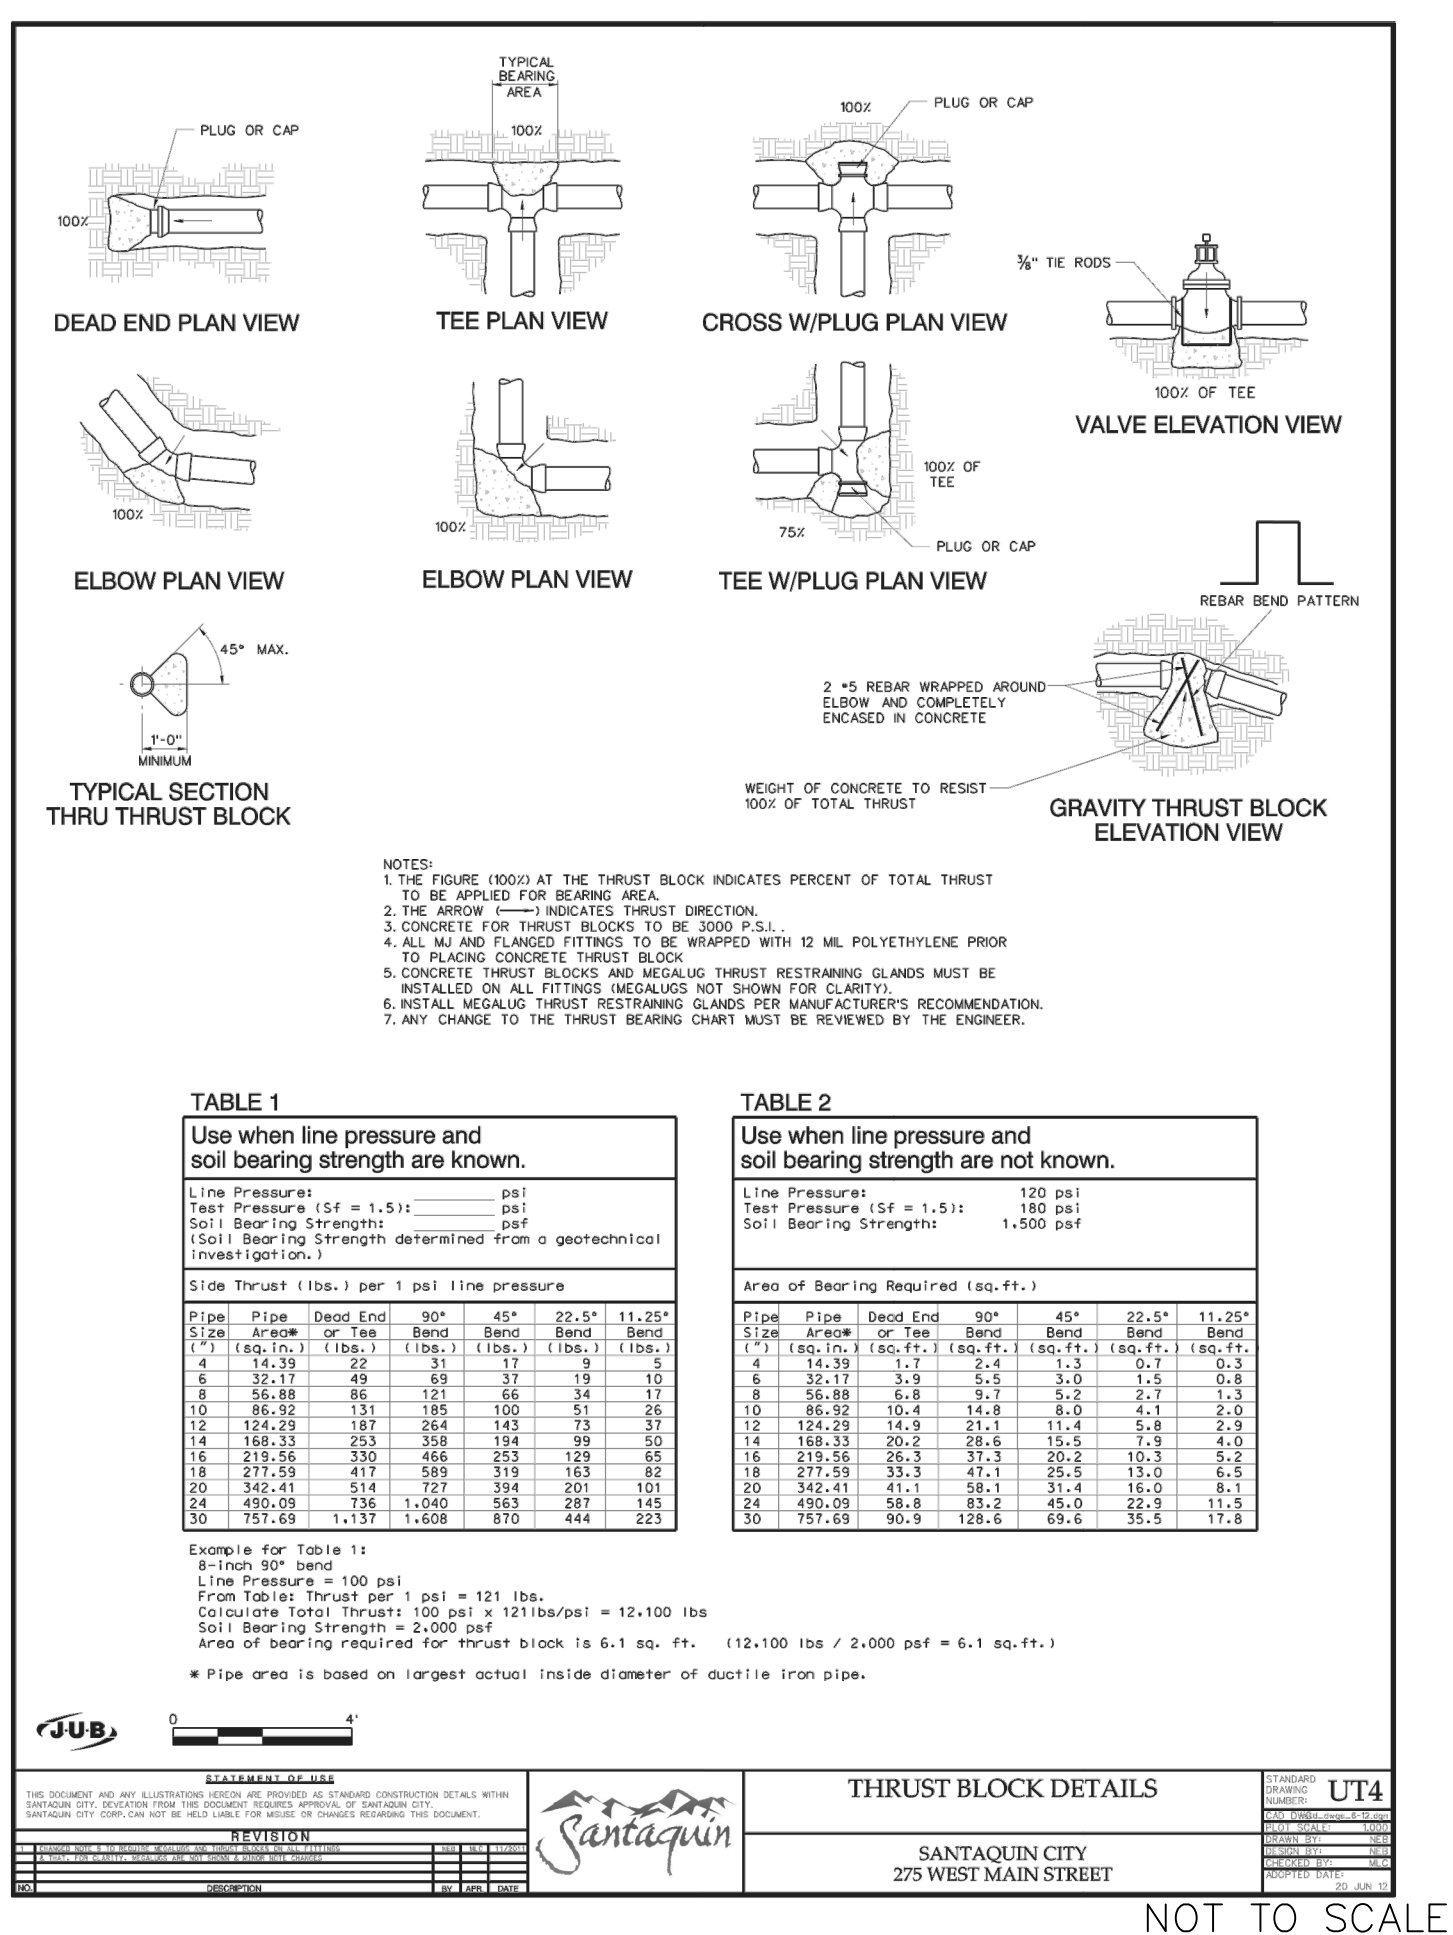 TYPICAL
BEARING
AREA
100%
PLUG OR CAP
100%
DEAD END PLAN VIEW
TEE PLAN VIEW
100%
PLUG OR CAP
CROSS W/PLUG PLAN VIEW
⅜" TIE RODS
100% OF TEE
VALVE ELEVATION VIEW
100%
ELBOW PLAN VIEW
100%
ELBOW PLAN VIEW
100% OF
TEE
75%
PLUG OR CAP
TEE W/PLUG PLAN VIEW
REBAR BEND PATTERN
45° MAX.
1'-0"
MINIMUM
TYPICAL SECTION
THRU THRUST BLOCK
2 #5 REBAR WRAPPED AROUND
ELBOW AND COMPLETELY
ENCASED IN CONCRETE
WEIGHT OF CONCRETE TO RESIST
100% OF TOTAL THRUST
GRAVITY THRUST BLOCK
ELEVATION VIEW
NOTES:
1. THE FIGURE (100%) AT THE THRUST BLOCK INDICATES PERCENT OF TOTAL THRUST
TO BE APPLIED FOR BEARING AREA.
2. THE ARROW (⟶) INDICATES THRUST DIRECTION.
3. CONCRETE FOR THRUST BLOCKS TO BE 3000 P.S.I. .
4. ALL MJ AND FLANGED FITTINGS TO BE WRAPPED WITH 12 MIL POLYETHYLENE PRIOR
TO PLACING CONCRETE THRUST BLOCK
5. CONCRETE THRUST BLOCKS AND MEGALUG THRUST RESTRAINING GLANDS MUST BE
INSTALLED ON ALL FITTINGS (MEGALUGS NOT SHOWN FOR CLARITY).
6. INSTALL MEGALUG THRUST RESTRAINING GLANDS PER MANUFACTURER'S RECOMMENDATION.
7. ANY CHANGE TO THE THRUST BEARING CHART MUST BE REVIEWED BY THE ENGINEER.
TABLE 1
Use when line pressure and
soil bearing strength are known.
Line Pressure: ________ psi
Test Pressure (Sf = 1.5): ________ psi
Soil Bearing Strength: ________ psf
(Soil Bearing Strength determined from a geotechnical
investigation.)
Side Thrust (lbs.) per 1 psi line pressure
Pipe Pipe Dead End 90° 45° 22.5° 11.25°
Size Area* or Tee Bend Bend Bend Bend
(") (sq.in.) (lbs.) (lbs.) (lbs.) (lbs.) (lbs.)
4 14.39 22 31 17 9 5
6 32.17 49 69 37 19 10
8 56.88 86 121 66 34 17
10 86.92 131 185 100 51 26
12 124.29 187 264 143 73 37
14 168.33 253 358 194 99 50
16 219.56 330 466 253 129 65
18 277.59 417 589 319 163 82
20 342.41 514 727 394 201 101
24 490.09 736 1,040 563 287 145
30 757.69 1,137 1,608 870 444 223
Example for Table 1:
8-inch 90° bend
Line Pressure = 100 psi
From Table: Thrust per 1 psi = 121 lbs.
Calculate Total Thrust: 100 psi x 121lbs/psi = 12,100 lbs
Soil Bearing Strength = 2,000 psf
Area of bearing required for thrust block is 6.1 sq. ft. (12,100 lbs / 2,000 psf = 6.1 sq.ft.)
* Pipe area is based on largest actual inside diameter of ductile iron pipe.
TABLE 2
Use when line pressure and
soil bearing strength are not known.
Line Pressure: 120 psi
Test Pressure (Sf = 1.5): 180 psi
Soil Bearing Strength: 1,500 psf
Area of Bearing Required (sq.ft.)
Pipe Pipe Dead End 90° 45° 22.5° 11.25°
Size Area* or Tee Bend Bend Bend Bend
(") (sq.in.) (sq.ft.) (sq.ft.) (sq.ft.) (sq.ft.) (sq.ft.
4 14.39 1.7 2.4 1.3 0.7 0.3
6 32.17 3.9 5.5 3.0 1.5 0.8
8 56.88 6.8 9.7 5.2 2.7 1.3
10 86.92 10.4 14.8 8.0 4.1 2.0
12 124.29 14.9 21.1 11.4 5.8 2.9
14 168.33 20.2 28.6 15.5 7.9 4.0
16 219.56 26.3 37.3 20.2 10.3 5.2
18 277.59 33.3 47.1 25.5 13.0 6.5
20 342.41 41.1 58.1 31.4 16.0 8.1
24 490.09 58.8 83.2 45.0 22.9 11.5
30 757.69 90.9 128.6 69.6 35.5 17.8
J·U·B
0 4'
STATEMENT OF USE
THIS DOCUMENT AND ANY ILLUSTRATIONS HEREON ARE PROVIDED AS STANDARD CONSTRUCTION DETAILS WITHIN
SANTAQUIN CITY. DEVEATION FROM THIS DOCUMENT REQUIRES APPROVAL OF SANTAQUIN CITY.
SANTAQUIN CITY CORP. CAN NOT BE HELD LIABLE FOR MISUSE OR CHANGES REGARDING THIS DOCUMENT.
REVISION
1 CHANGED NOTE 5 TO REQUIRE MEGALUGS AND THRUST BLOCKS ON ALL FITTINGS NEB MLC 11/2011
& THAT, FOR CLARITY, MEGALUGS ARE NOT SHOWN & MINOR NOTE CHANGES
NO. DESCRIPTION BY APR. DATE
Santaquin
THRUST BLOCK DETAILS
SANTAQUIN CITY
275 WEST MAIN STREET
STANDARD
DRAWING
NUMBER: UT4
CAD DWG:
PLOT SCALE: 1.000
DRAWN BY: NEB
DESIGN BY: NEB
CHECKED BY: MLC
ADOPTED DATE:
20 JUN 12
NOT TO SCALE